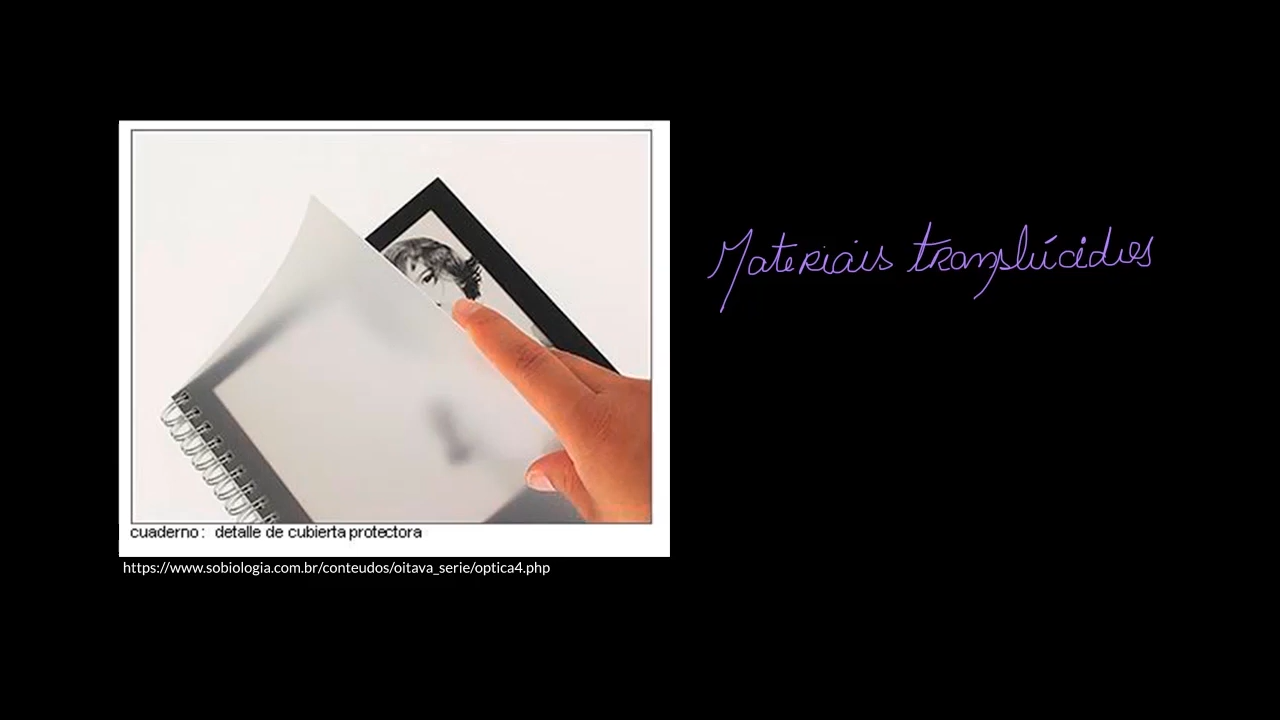 Materiais translúcidos
cuaderno: detalle de cubierta protectora
https://www.sobiologia.com.br/conteudos/oitava_serie/optica4.php